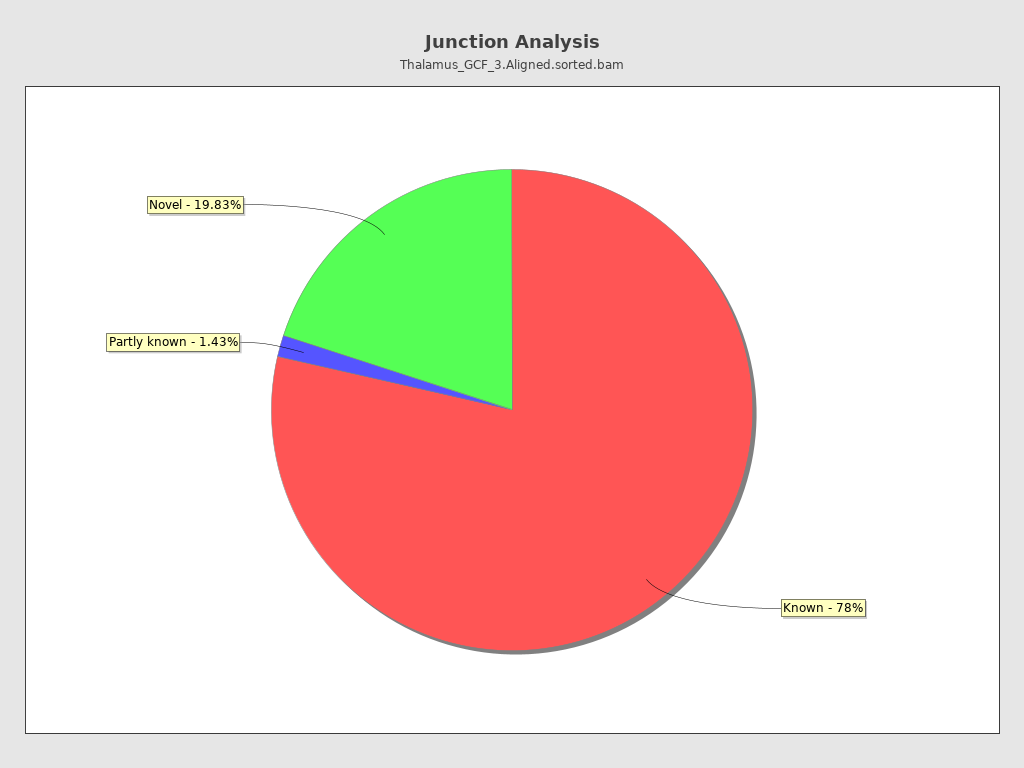 Junction Analysis
Thalamus_GCF_3.Aligned.sorted.bam
Novel - 19.83%
Partly known - 1.43%
Known - 78%